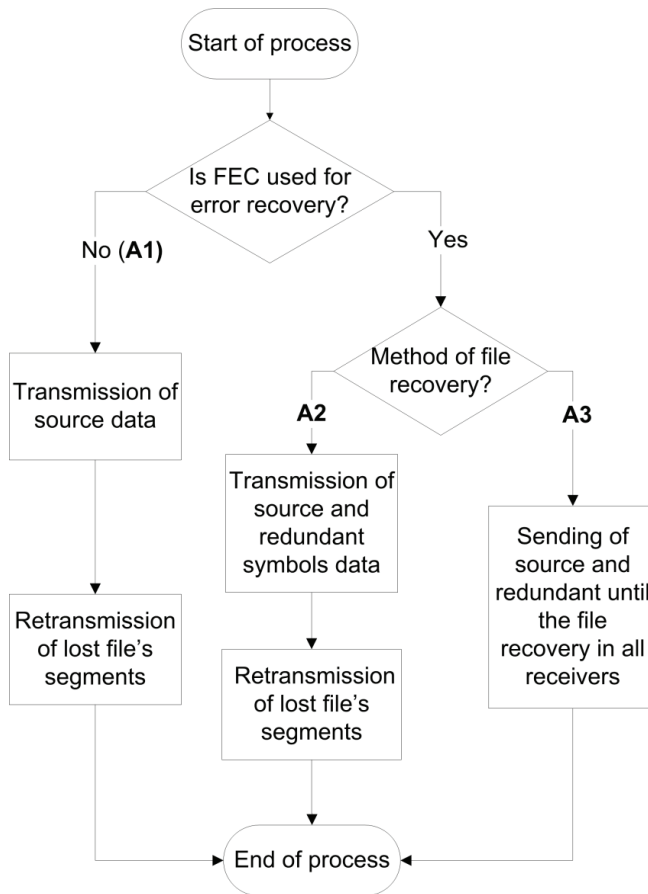 Start of process
Is FEC used for
error recovery?
No (A1)
Yes
Method of file
recovery?
Transmission of
source data
A2
A3
Transmission of
source and
redundant
symbols data
Sending of
source and
redundant until
the file
recovery in all
receivers
Retransmission
of lost file's
segments
Retransmission
of lost file's
segments
End of process